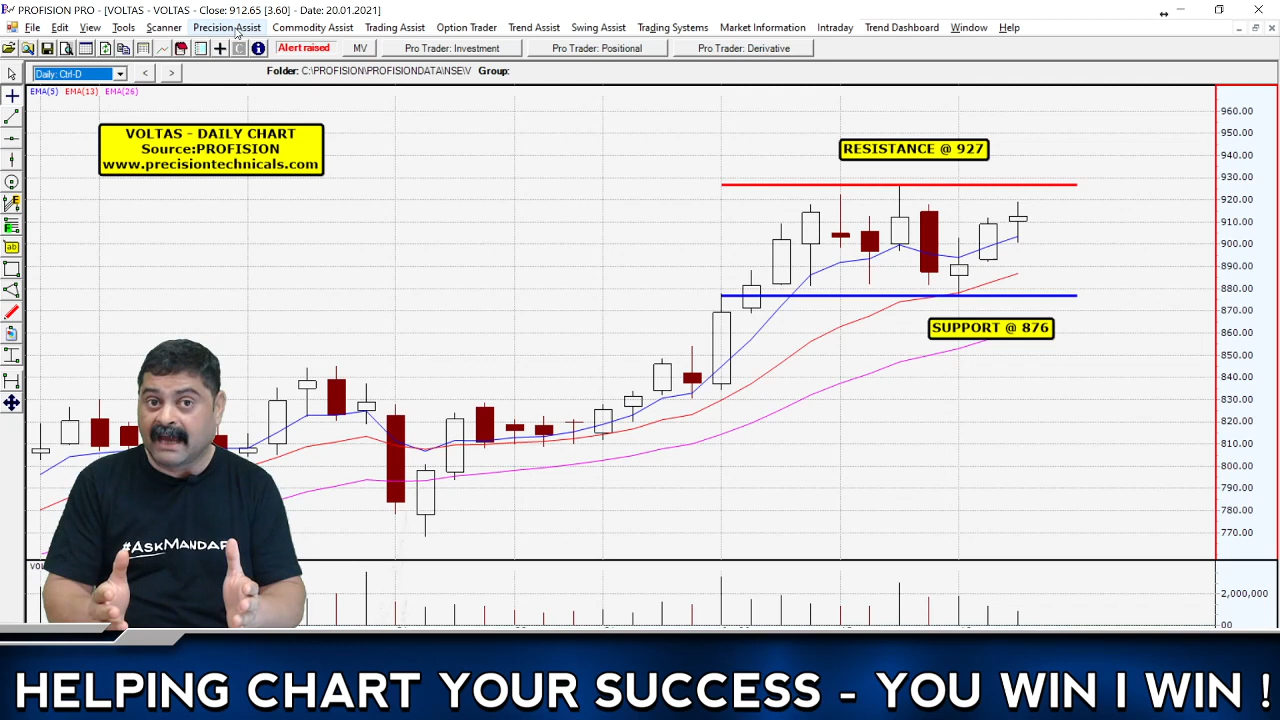 PROFISION PRO - [VOLTAS - VOLTAS - Close: 912.65 [3.60] - Date: 20.01.2021]
File Edit View Tools Scanner Precision Assist Commodity Assist Trading Assist Option Trader Trend Assist Swing Assist Trading Systems Market Information Intraday Trend Dashboard Window Help
Alert raised MV Pro Trader: Investment Pro Trader: Positional Pro Trader: Derivative
Daily: Ctrl-D < > Folder: C:\PROFISION\PROFISIONDATA\NSE\V Group:
EMA(5) EMA(13) EMA(26)
VOLTAS - DAILY CHART
Source:PROFISION
www.precisiontechnicals.com
RESISTANCE @ 927
SUPPORT @ 876
960.00
950.00
940.00
930.00
920.00
910.00
900.00
890.00
880.00
870.00
860.00
850.00
840.00
830.00
820.00
810.00
800.00
790.00
780.00
770.00
2,000,000
00
ab
#ASKMANDAR
HELPING CHART YOUR SUCCESS - YOU WIN I WIN !